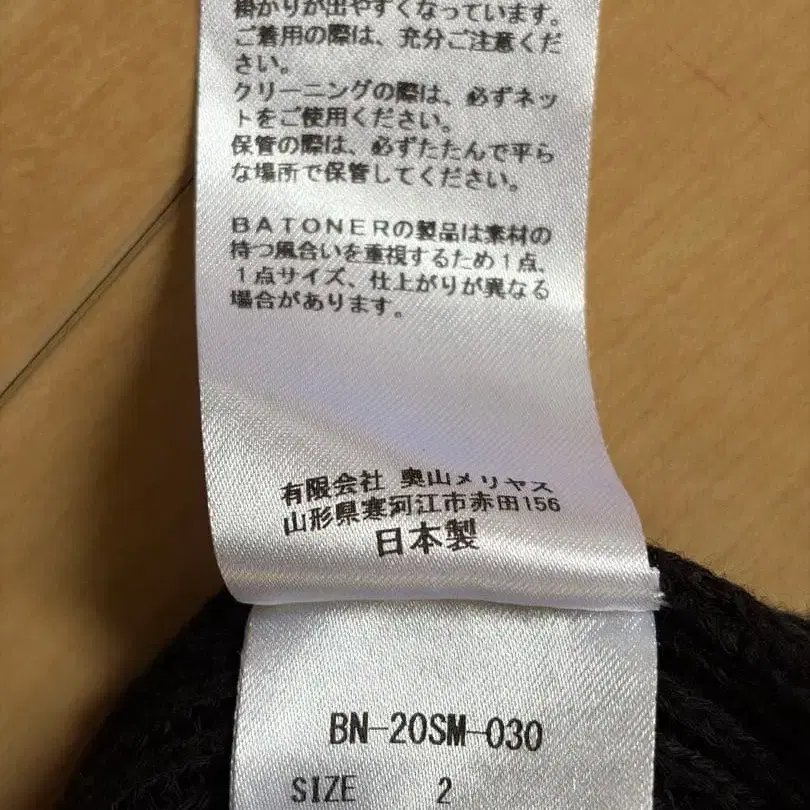 掛かりが出やすくなっています。
ご着用の際は、充分ご注意くだ
さい。
クリーニングの際は、必ずネッ
トをご使用ください。
保管の際は、必ずたたんで平ら
な場所で保管してください。
BATONERの製品は素材の
持つ風合いを重視するため1点、
1点サイズ、仕上がりが異なる
場合があります。
有限会社 奥山メリヤス
山形県寒河江市赤田156
日本製
BN-20SM-030
SIZE 2